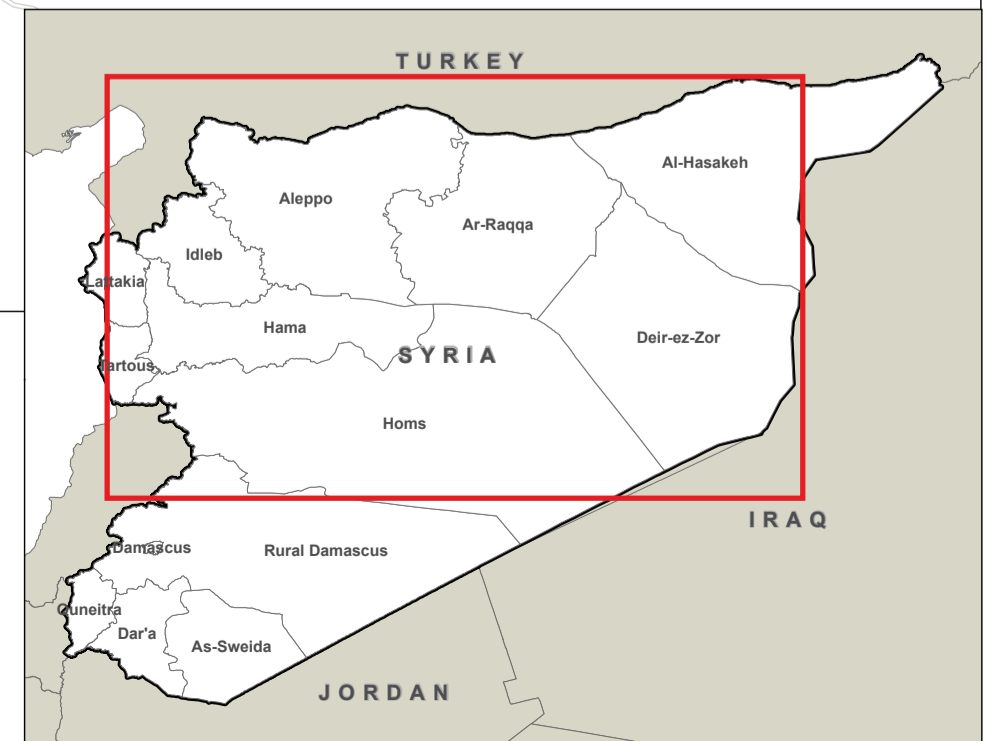 TURKEY
Al-Hasakeh
Aleppo
Ar-Raqqa
Idleb
Lattakia
Hama
Deir-ez-Zor
SYRIA
Tartous
Homs
IRAQ
Damascus
Rural Damascus
Quneitra
Dar'a
As-Sweida
JORDAN